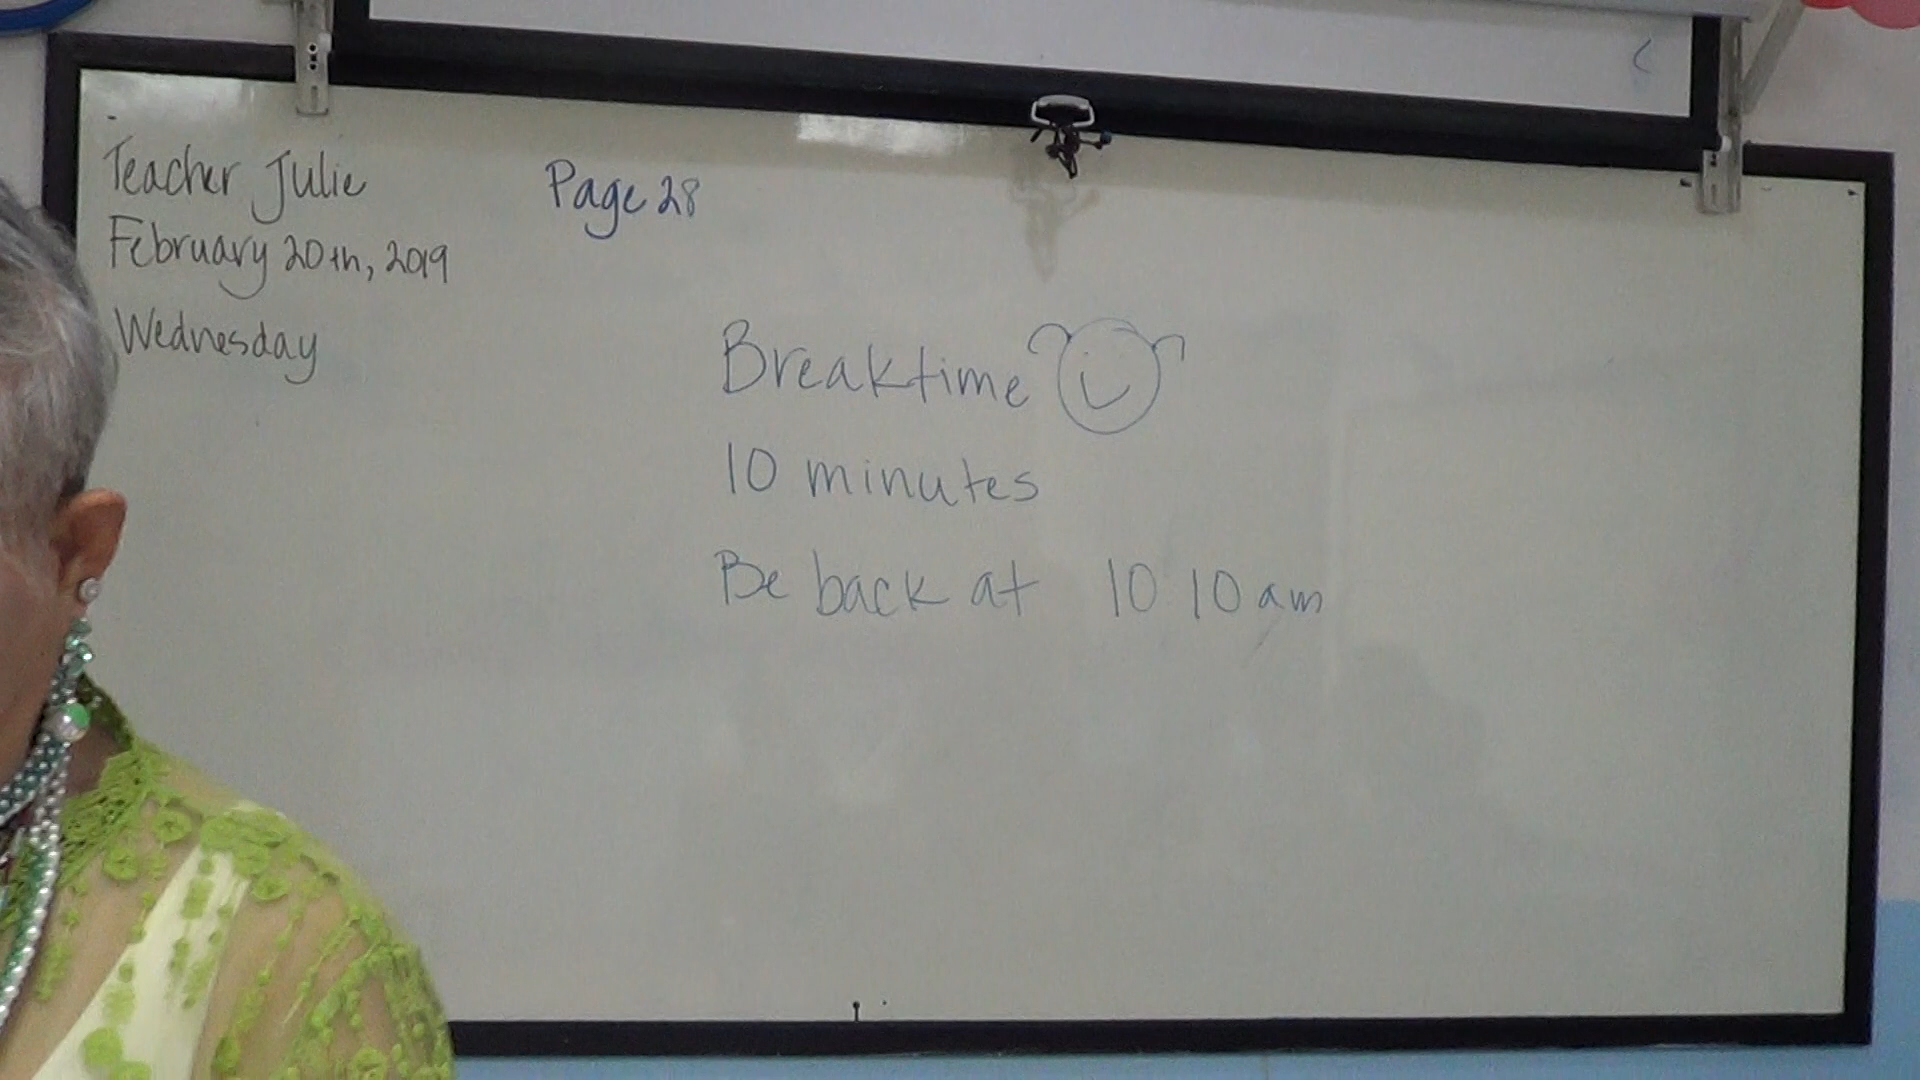 Teacher Julie
February 20th, 2019
Wednesday
Page 28
Breaktime
10 minutes
Be back at 10 10 am